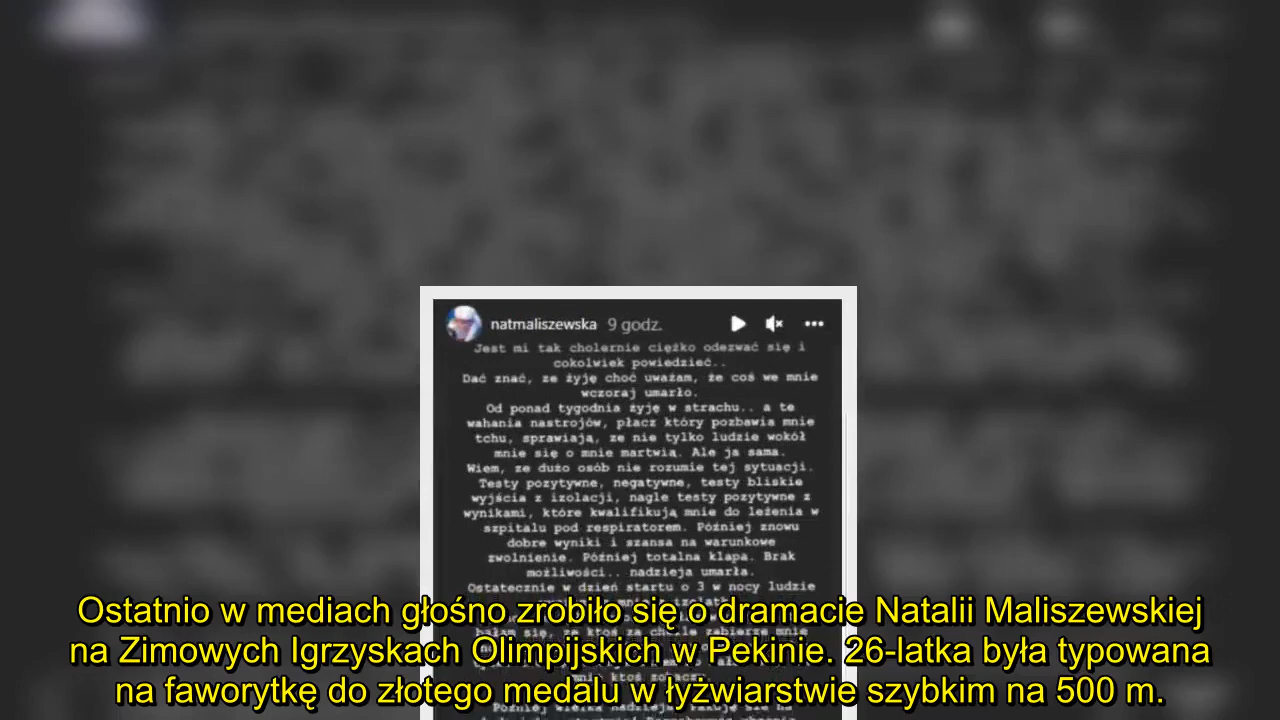 natmaliszewska 9 godz.
Jest mi tak cholernie ciężko odezwać się i
cokolwiek powiedzieć..
Dać znać, ze żyję choć uważam, że coś we mnie
wczoraj umarło.
Od ponad tygodnia żyję w strachu.. a te
wahania nastrojów, płacz który pozbawia mnie
tchu, sprawiają, ze nie tylko ludzie wokół
mnie się o mnie martwią. Ale ja sama.
Wiem, ze dużo osób nie rozumie tej sytuacji.
Testy pozytywne, negatywne, testy bliskie
wyjścia z izolacji, nagle testy pozytywne z
wynikami, które kwalifikują mnie do leżenia w
szpitalu pod respiratorem. Później znowu
dobre wyniki i szansa na warunkowe
zwolnienie. Później totalna klapa. Brak
możliwości.. nadzieja umarła.
Ostatecznie w dzień startu o 3 w nocy ludzie
Ostatnio w mediach głośno zrobiło się o dramacie Natalii Maliszewskiej
na Zimowych Igrzyskach Olimpijskich w Pekinie. 26-latka była typowana
na faworytkę do złotego medalu w łyżwiarstwie szybkim na 500 m.